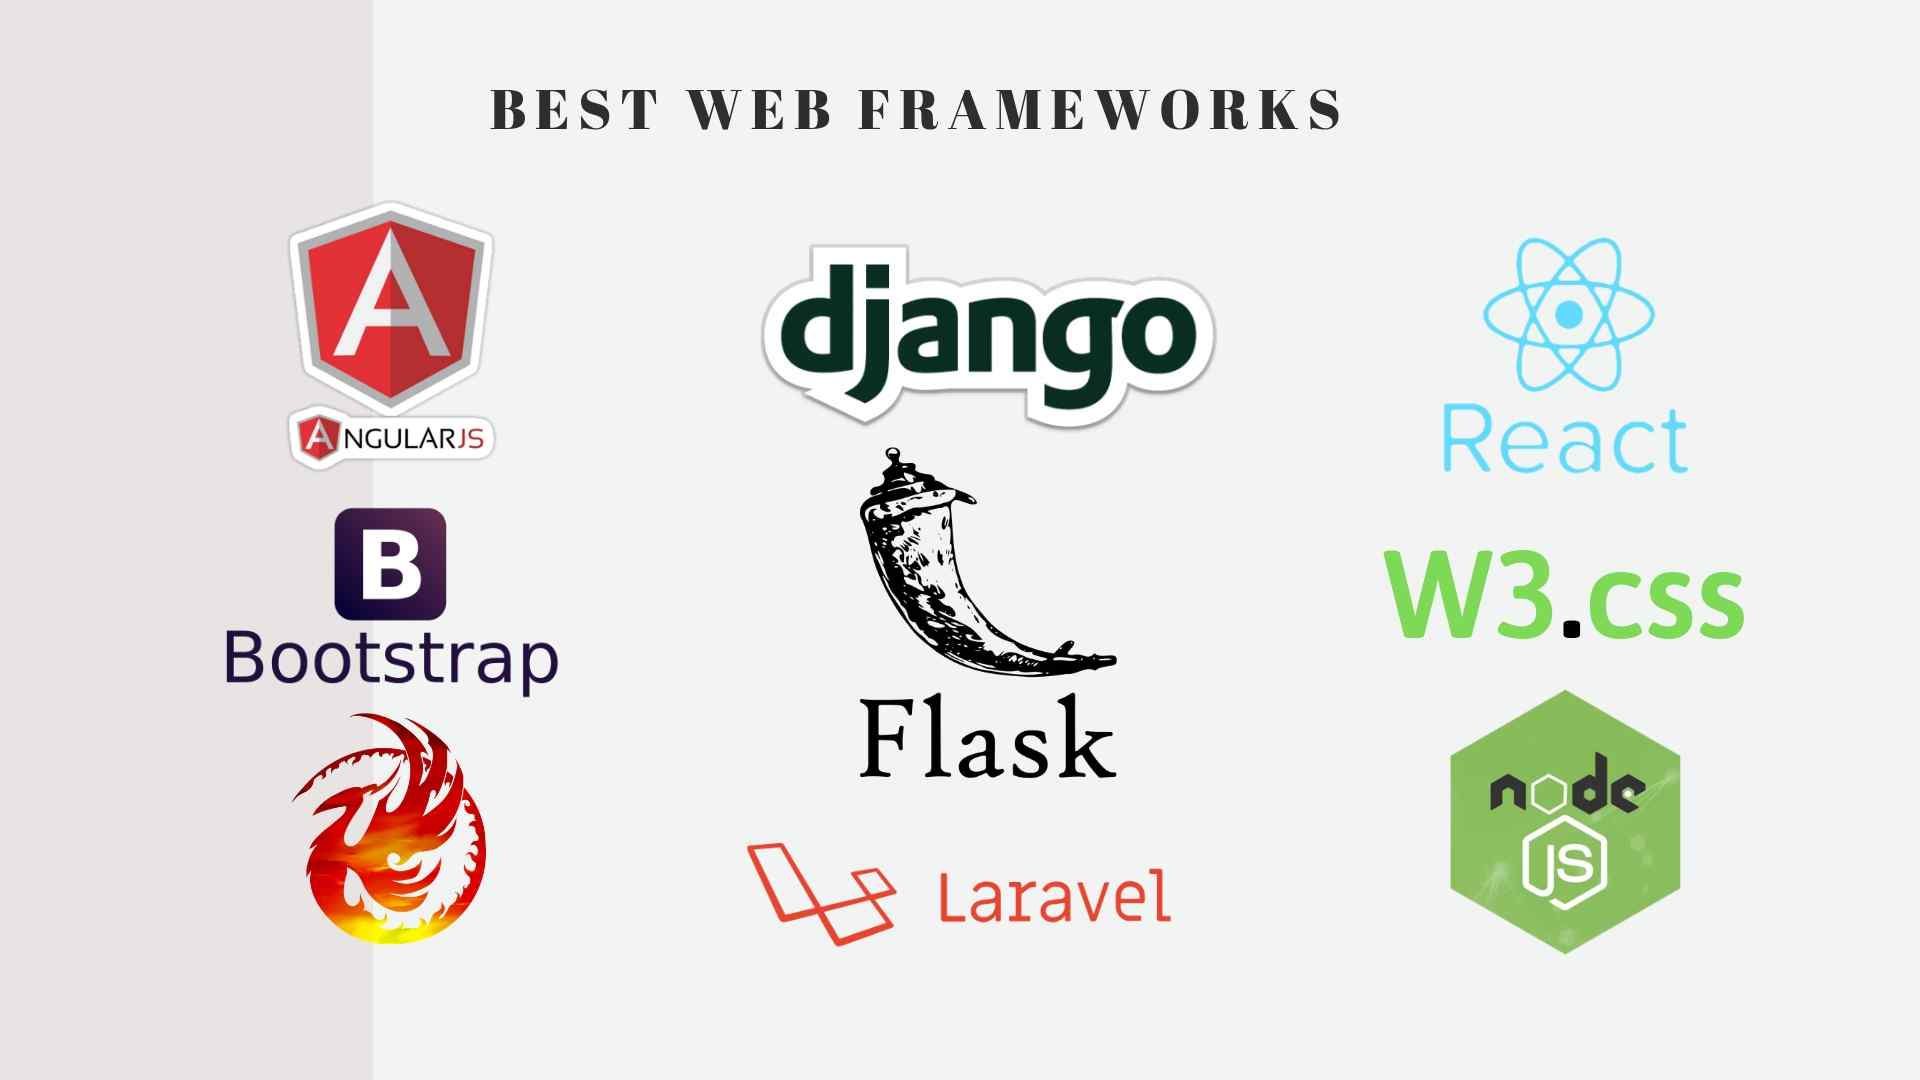 BEST WEB FRAMEWORKS
A
ANGULARJS
B
Bootstrap
django
Flask
Laravel
React
W3.css
node
JS